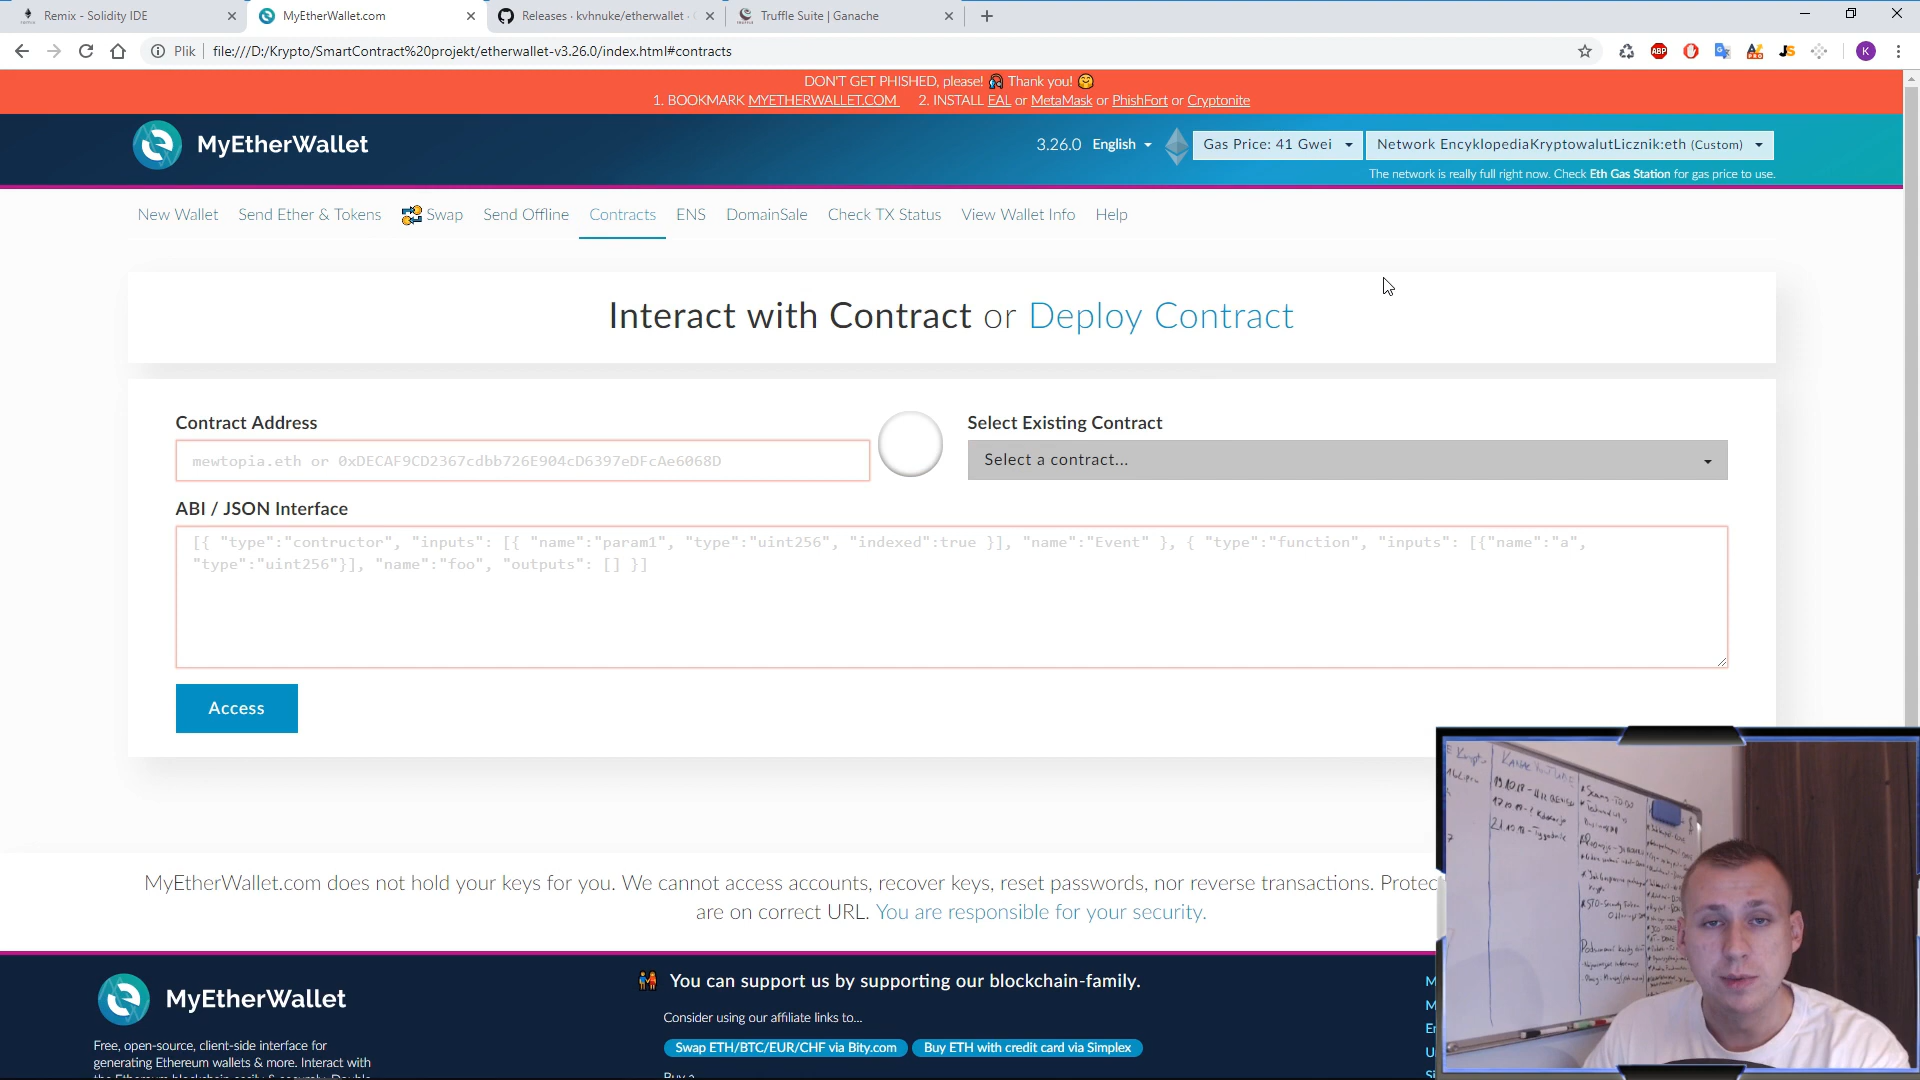 Remix - Solidity IDE
MyEtherWallet.com
Releases · kvhnuke/etherwallet ·
Truffle Suite | Ganache
Plik
file:///D:/Krypto/SmartContract%20projekt/etherwallet-v3.26.0/index.html#contracts
ABP
JS
K
DON'T GET PHISHED, please! Thank you!
1. BOOKMARK MYETHERWALLET.COM 2. INSTALL EAL or MetaMask or PhishFort or Cryptonite
MyEtherWallet
3.26.0 English
Gas Price: 41 Gwei
Network EncyklopediaKryptowalutLicznik:eth (Custom)
The network is really full right now. Check Eth Gas Station for gas price to use.
New Wallet Send Ether & Tokens Swap Send Offline Contracts ENS DomainSale Check TX Status View Wallet Info Help
Interact with Contract or Deploy Contract
Contract Address
mewtopia.eth or 0xDECAF9CD2367cdbb726E904cD6397eDFcAe6068D
Select Existing Contract
Select a contract...
ABI / JSON Interface
[{ "type":"contructor", "inputs": [{ "name":"param1", "type":"uint256", "indexed":true }], "name":"Event" }, { "type":"function", "inputs": [{"name":"a",
"type":"uint256"}], "name":"foo", "outputs": [] }]
Access
MyEtherWallet.com does not hold your keys for you. We cannot access accounts, recover keys, reset passwords, nor reverse transactions. Protec
are on correct URL. You are responsible for your security.
MyEtherWallet
Free, open-source, client-side interface for
generating Ethereum wallets & more. Interact with
You can support us by supporting our blockchain-family.
Consider using our affiliate links to...
Swap ETH/BTC/EUR/CHF via Bity.com
Buy ETH with credit card via Simplex
Buy a